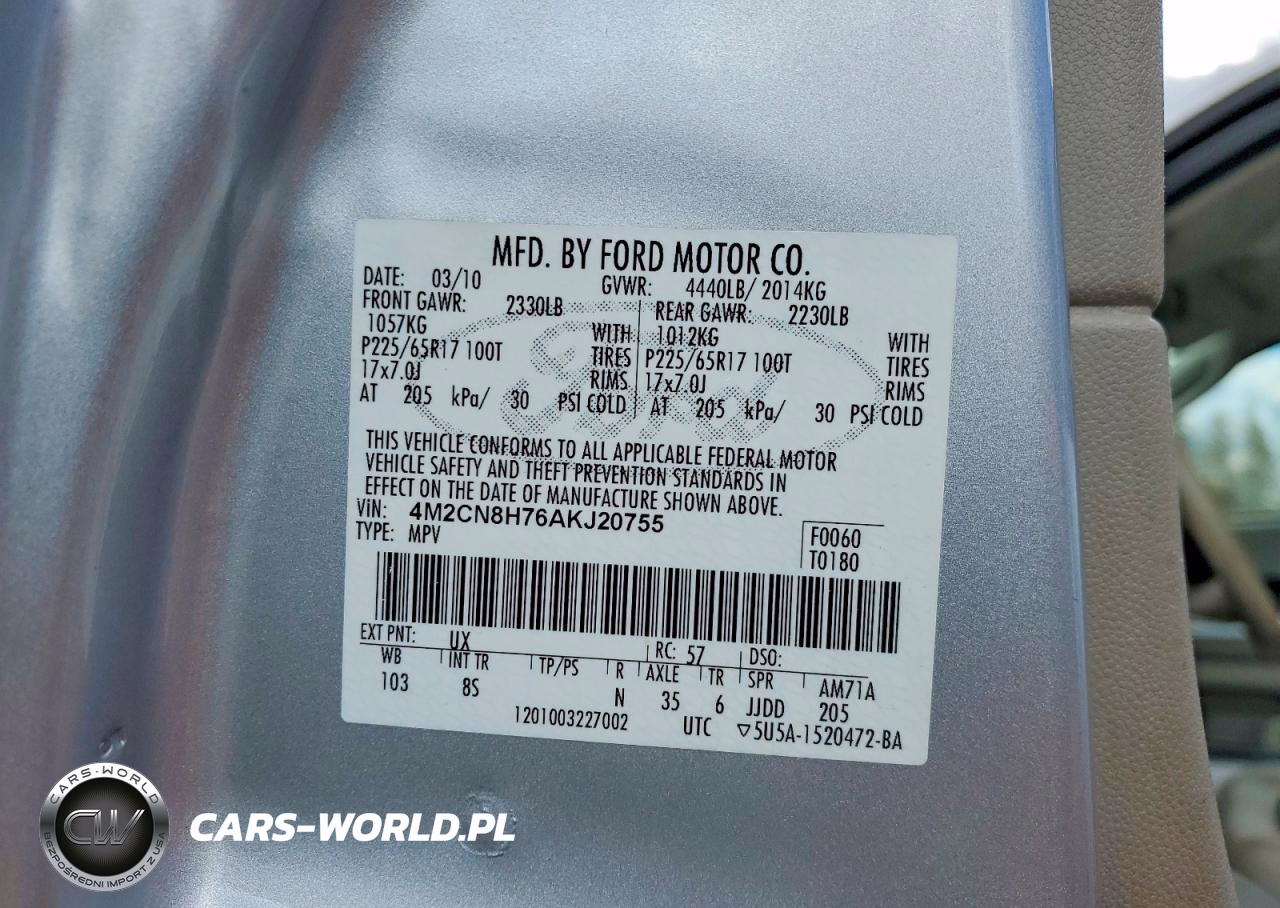 MFD. BY FORD MOTOR CO.
DATE: 03/10 GVWR: 4440LB/ 2014KG
FRONT GAWR: 2330LB REAR GAWR: 2230LB
1057KG WITH 1012KG WITH
P225/65R17 100T TIRES P225/65R17 100T TIRES
17x7.0J RIMS 17x7.0J RIMS
AT 205 kPa/ 30 PSI COLD AT 205 kPa/ 30 PSI COLD
Ford
THIS VEHICLE CONFORMS TO ALL APPLICABLE FEDERAL MOTOR
VEHICLE SAFETY AND THEFT PREVENTION STANDARDS IN
EFFECT ON THE DATE OF MANUFACTURE SHOWN ABOVE.
VIN: 4M2CN8H76AKJ20755
TYPE: MPV
F0060
T0180
EXT PNT: UX RC: 57 DSO:
WB INT TR TP/PS R AXLE TR SPR AM71A
103 8S N 35 6 JJDD 205
1201003227002 UTC ▽5U5A-1520472-BA
CARS-WORLD
CW
BEZPOŚREDNI IMPORT Z USA
CARS-WORLD.PL